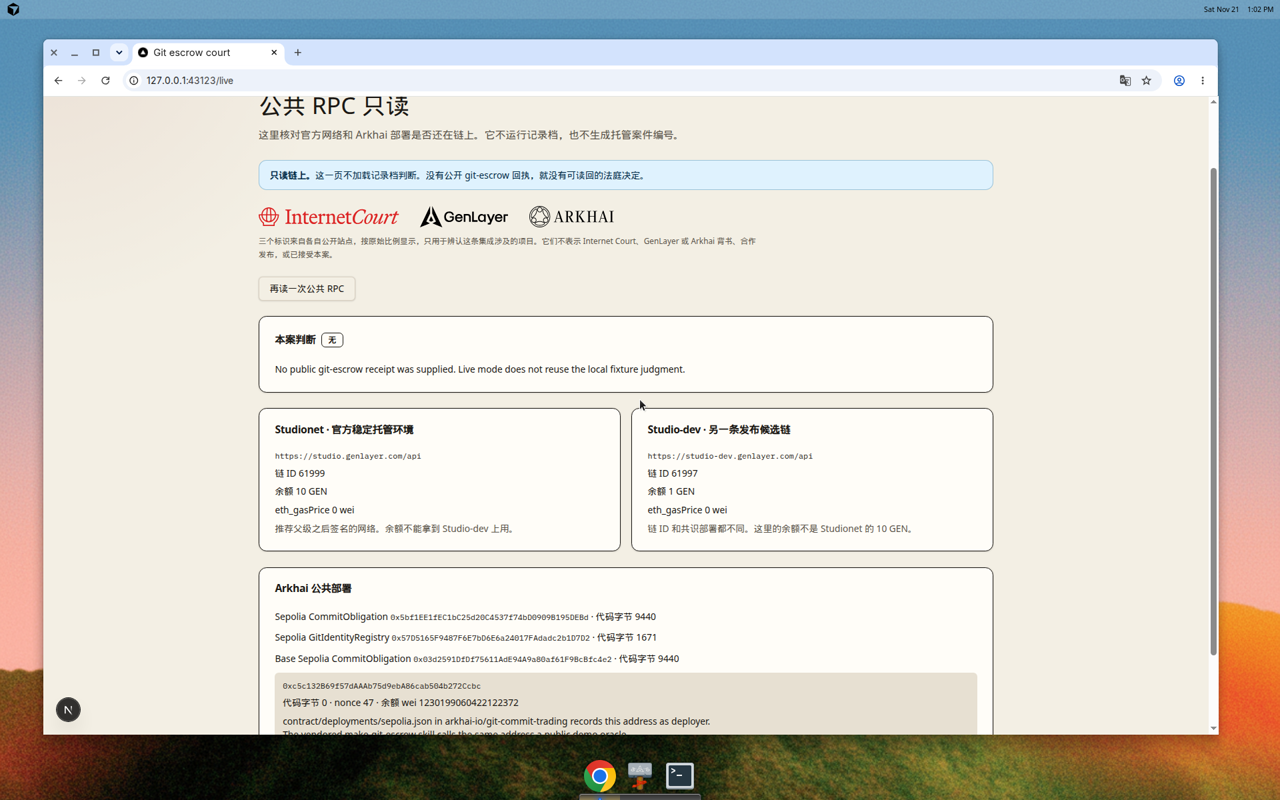 Sat Nov 21 1:02 PM
Git escrow court
127.0.0.1:43123/live
公共 RPC 只读
这里核对官方网络和 Arkhai 部署是否还在链上。它不运行记录档，也不生成托管案件编号。
只读链上。这一页不加载记录档判断。没有公开 git-escrow 回执，就没有可读回的法庭决定。
InternetCourt GenLayer ARKHAI
三个标识来自各自公开站点，按原始比例显示，只用于辨认这条集成涉及的项目。它们不表示 Internet Court、GenLayer 或 Arkhai 背书、合作
发布，或已接受本案。
再读一次公共 RPC
本案判断 无
No public git-escrow receipt was supplied. Live mode does not reuse the local fixture judgment.
Studionet · 官方稳定托管环境
https://studio.genlayer.com/api
链 ID 61999
余额 10 GEN
eth_gasPrice 0 wei
推荐父级之后签名的网络。余额不能拿到 Studio-dev 上用。
Studio-dev · 另一条发布候选链
https://studio-dev.genlayer.com/api
链 ID 61997
余额 1 GEN
eth_gasPrice 0 wei
链 ID 和共识部署都不同。这里的余额不是 Studionet 的 10 GEN。
Arkhai 公共部署
Sepolia CommitObligation 0x5bf1EE1fEC1bC25d20C4537f74bD0909B195DEBd · 代码字节 9440
Sepolia GitIdentityRegistry 0x57D5165F9487F6E7bD6E6a24017FAdadc2b1D7D2 · 代码字节 1671
Base Sepolia CommitObligation 0x03d2591DfDf75611AdE94A9a80af61F9BcBfc4e2 · 代码字节 9440
0xc5c132B69f57dAAAb75d9ebA86cab504b272Ccbc
代码字节 0 · nonce 47 · 余额 wei 1230199060422122372
contract/deployments/sepolia.json in arkhai-io/git-commit-trading records this address as deployer.
The vendored make-git-escrow skill calls the same address a public demo oracle
N